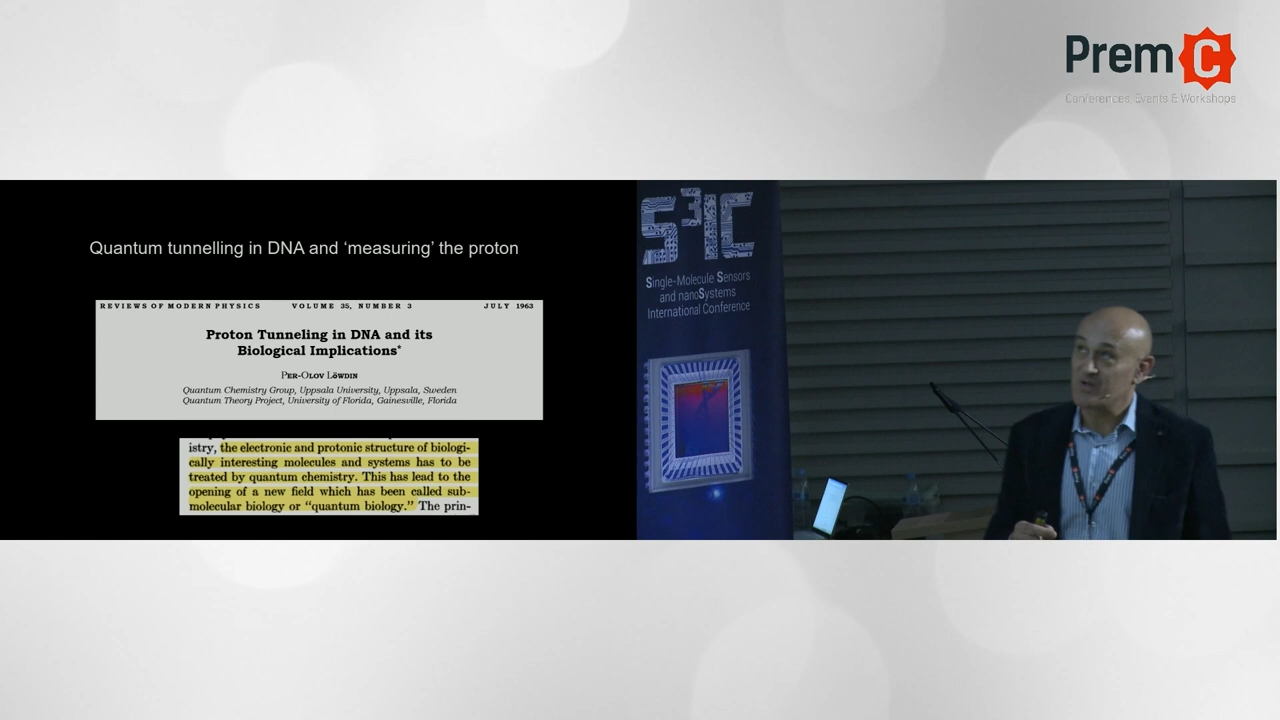 Prem C
Conferences, Events & Workshops
Quantum tunnelling in DNA and ‘measuring’ the proton
REVIEWS OF MODERN PHYSICS VOLUME 35, NUMBER 3 JULY 1963
Proton Tunneling in DNA and its
Biological Implications*
PER-OLOV LÖWDIN
Quantum Chemistry Group, Uppsala University, Uppsala, Sweden
Quantum Theory Project, University of Florida, Gainesville, Florida
istry, the electronic and protonic structure of biologi-
cally interesting molecules and systems has to be
treated by quantum chemistry. This has lead to the
opening of a new field which has been called sub-
molecular biology or “quantum biology.” The prin-
S3IC
Single-Molecule Sensors
and nanoSystems
International Conference